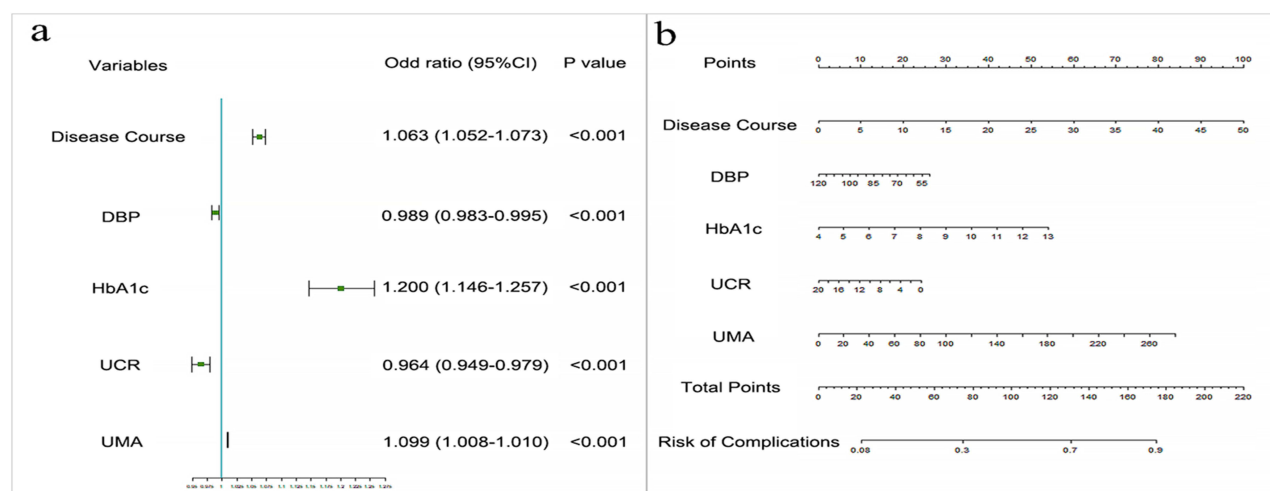 a
Variables Odd ratio (95%CI) P value
Disease Course 1.063 (1.052-1.073) <0.001
DBP 0.989 (0.983-0.995) <0.001
HbA1c 1.200 (1.146-1.257) <0.001
UCR 0.964 (0.949-0.979) <0.001
UMA 1.099 (1.008-1.010) <0.001
b
Points 0 10 20 30 40 50 60 70 80 90 100
Disease Course 0 5 10 15 20 25 30 35 40 45 50
DBP 120 100 85 70 55
HbA1c 4 5 6 7 8 9 10 11 12 13
UCR 20 16 12 8 4 0
UMA 0 20 40 60 80 100 140 180 220 260
Total Points 0 20 40 60 80 100 120 140 160 180 200 220
Risk of Complications 0.08 0.3 0.7 0.9